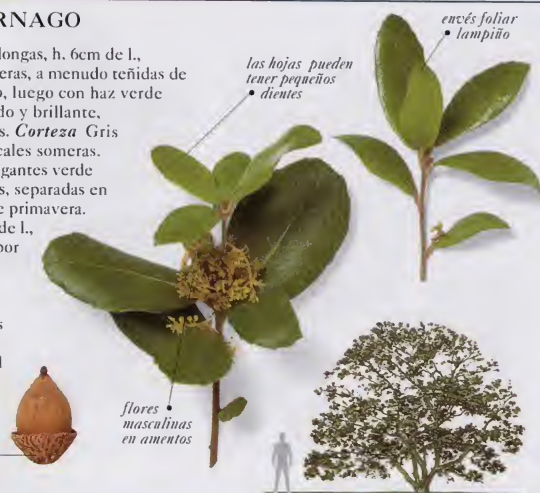 RNAGO
longas, h. 6cm de l.,
eras, a menudo teñidas de
o, luego con haz verde
do y brillante,
s. Corteza Gris
cales someras.
gantes verde
s, separadas en
e primavera.
de l.,
por
s
las hojas pueden
tener pequeños
dientes
envés foliar
lampiño
flores
masculinas
en amentos